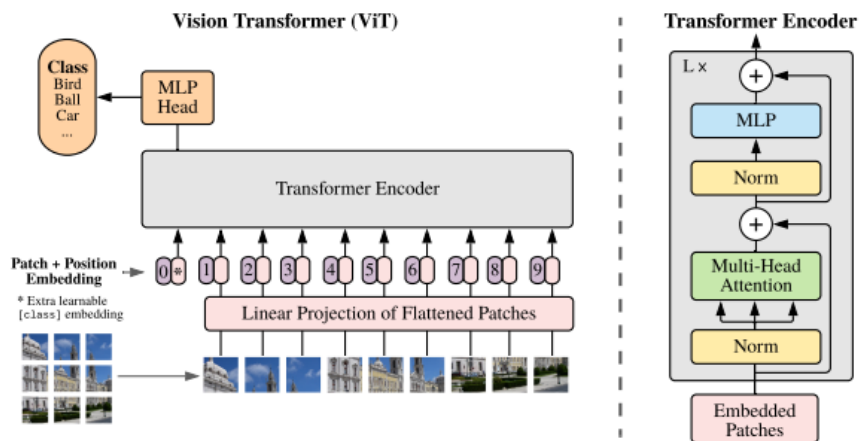 Vision Transformer (ViT)
Class
Bird
Ball
Car
...
MLP
Head
Transformer Encoder
Patch + Position
Embedding
0 * 1 2 3 4 5 6 7 8 9
* Extra learnable
[class] embedding
Linear Projection of Flattened Patches
Transformer Encoder
L x
+
MLP
Norm
+
Multi-Head
Attention
Norm
Embedded
Patches